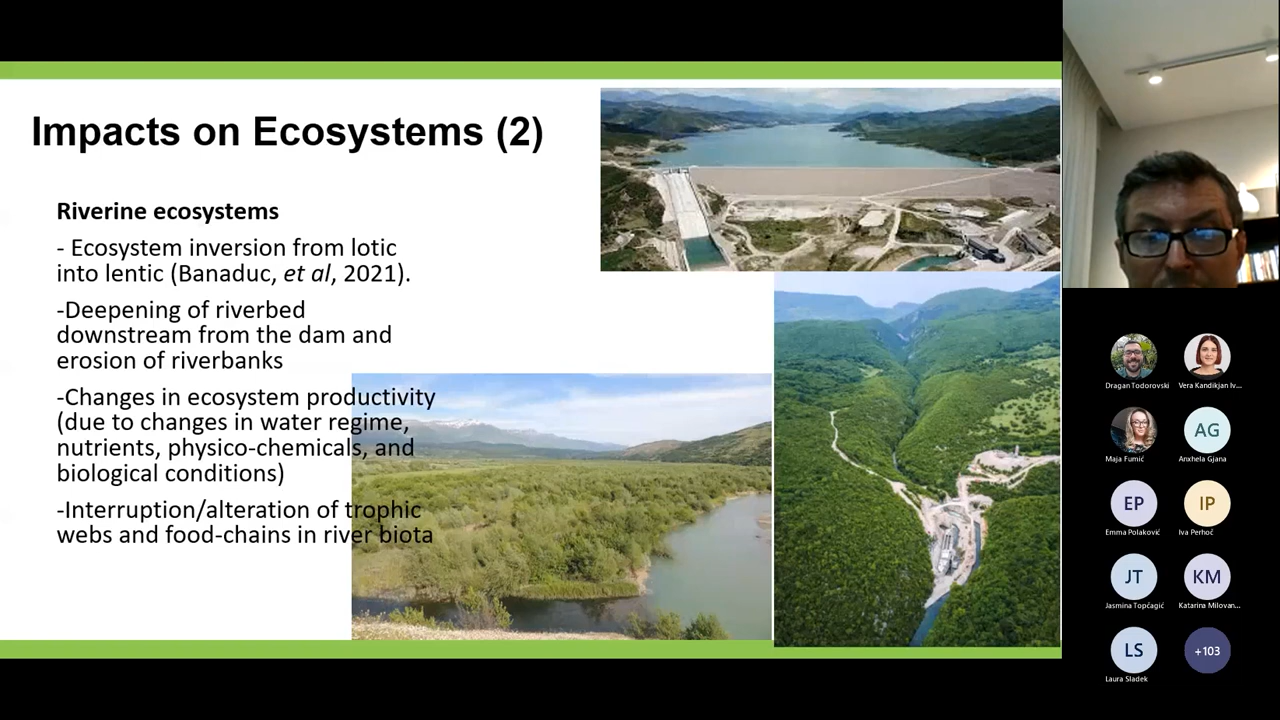 Impacts on Ecosystems (2)
Riverine ecosystems
- Ecosystem inversion from lotic
into lentic (Banaduc, et al, 2021).
-Deepening of riverbed
downstream from the dam and
erosion of riverbanks
-Changes in ecosystem productivity
(due to changes in water regime,
nutrients, physico-chemicals, and
biological conditions)
-Interruption/alteration of trophic
webs and food-chains in river biota
Dragan Todorovski
Vera Kandikjan Iv...
Maja Fumić
AG
Anxhela Gjana
EP
Emma Polaković
IP
Iva Perhoč
JT
Jasmina Topćagić
KM
Katarina Milovan...
LS
Laura Sladek
+103